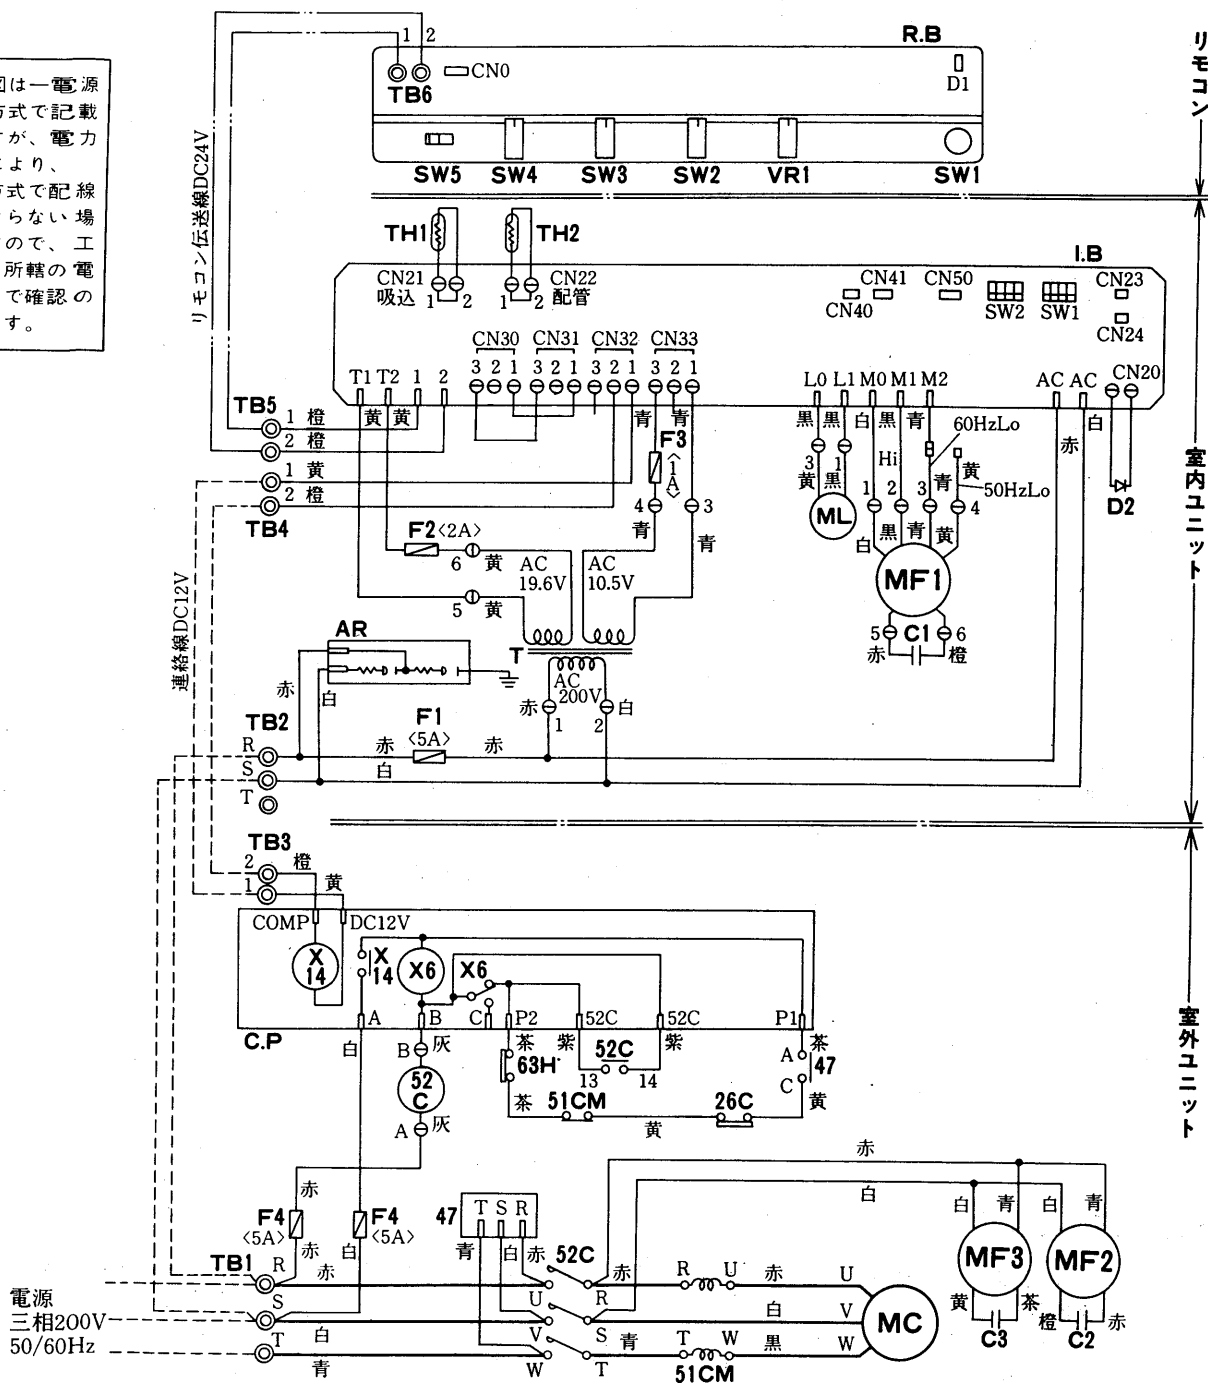 図は一電源
方式で記載
が、電力
より、
方式で配線
らない場
ので、工
所轄の電
で確認の
す。
1 2
R.B
リモコン
TB6
CN0
D1
SW5 SW4 SW3 SW2 VR1 SW1
リモコン伝送線DC24V
TH1
TH2
I.B
CN21
吸込
1 2
CN22
配管
1 2
CN40
CN41
CN50
SW2
SW1
CN23
CN24
CN30 CN31 CN32 CN33
3 2 1 3 2 1 3 2 1 3 2 1
T1 T2 1 2
L0 L1 M0 M1 M2
AC AC
CN20
TB5
1 橙
黄 黄
2 橙
1 黄
2 橙
TB4
青 青 青
F3
<1A>
4
3
青
青
黒 黒 白 黒 青
60HzLo
3 1
黄 黒
Hi
ML
1 2 3 4
青
黄
50HzLo
白 黒 青 黄
MF1
5 C1 6
赤 橙
赤
白
D2
室内ユニット
F2<2A>
6 黄
5 黄
AC
19.6V
AC
10.5V
T
AC
200V
赤 白
1 2
AR
赤
白
連絡線DC12V
TB2
R
S
T
赤
白
F1
<5A>
赤
TB3
2 橙
1 黄
COMP
DC12V
X
14
X
14
X6
X6
A B C P2 52C 52C P1
C.P
白
B 灰
52
C
A 灰
茶
63H
茶
紫
52C
13 14
紫
51CM
黄
26C
A 茶
47
C
黄
室外ユニット
赤
白
赤
F4
<5A>
赤
F4
<5A>
白
47
T S R
青 白 赤
52C
TB1
R
S
T
赤
白
青
U R
V S
W T
赤 R U 赤 U
白 V
青 T W 黒 W
51CM
MC
白 青
MF3
黄 茶
C3
白 青
MF2
橙 赤
C2
電源
三相200V
50/60Hz